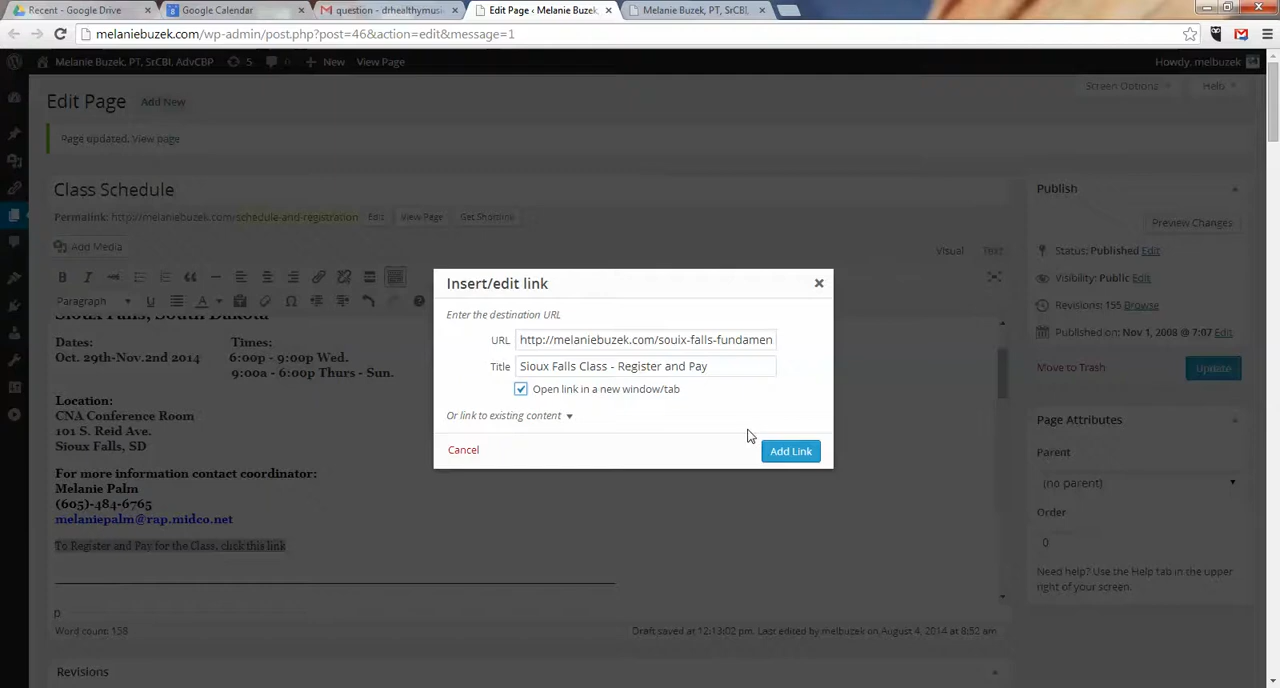 Recent - Google Drive × Google Calendar × question - drhealthymusi × Edit Page ‹ Melanie Buzek × Melanie Buzek, PT, SrCBI, ×
melaniebuzek.com/wp-admin/post.php?post=46&action=edit&message=1
Melanie Buzek, PT, SrCBI, AdvCBP 5 + New View Page Howdy, melbuzek
Edit Page Add New Screen Options Help
Page updated. View page
Class Schedule
Permalink: http://melaniebuzek.com/schedule-and-registration Edit View Page Get Shortlink
Add Media Visual Text
B I ABC
Paragraph U A
Sioux Falls, South Dakota
Dates: Times:
Oct. 29th-Nov.2nd 2014 6:00p - 9:00p Wed.
9:00a - 6:00p Thurs - Sun.
Location:
CNA Conference Room
101 S. Reid Ave.
Sioux Falls, SD
For more information contact coordinator:
Melanie Palm
(605)-484-6765
melaniepalm@rap.midco.net
To Register and Pay for the Class, click this link
D
Word count: 158 Draft saved at 12:13:02 pm. Last edited by melbuzek on August 4, 2014 at 8:52 am
Revisions
Insert/edit link ×
Enter the destination URL
URL http://melaniebuzek.com/souix-falls-fundamen
Title Sioux Falls Class - Register and Pay
Open link in a new window/tab
Or link to existing content
Cancel Add Link
Publish
Preview Changes
Status: Published Edit
Visibility: Public Edit
Revisions: 155 Browse
Published on: Nov 1, 2008 @ 7:07 Edit
Move to Trash Update
Page Attributes
Parent
(no parent)
Order
0
Need help? Use the Help tab in the upper
right of your screen.